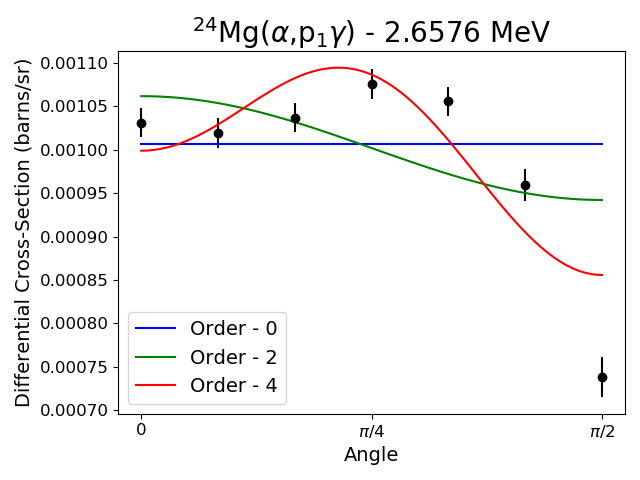 ²⁴Mg(α,p₁γ) - 2.6576 MeV
Differential Cross-Section (barns/sr)
0.00110
0.00105
0.00100
0.00095
0.00090
0.00085
0.00080
0.00075
0.00070
Order - 0
Order - 2
Order - 4
0
π/4
π/2
Angle